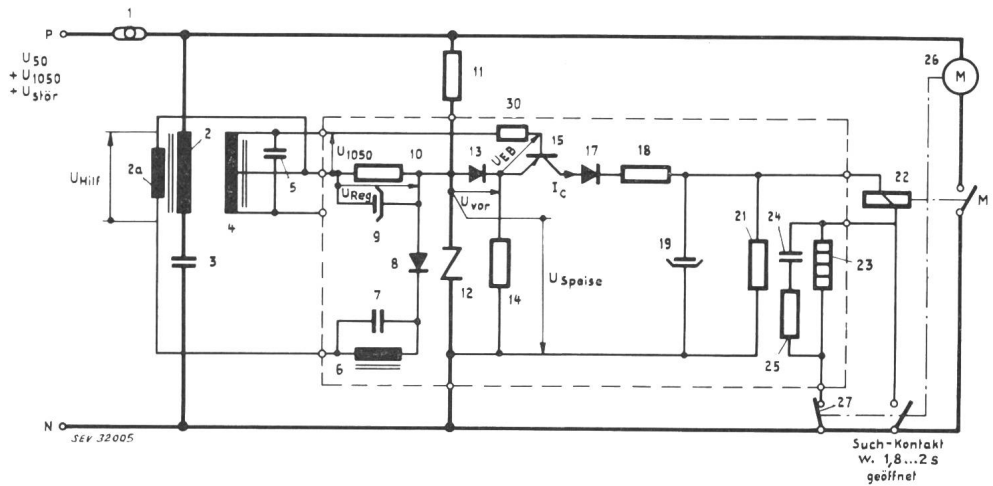 1
P
U50
+ U1050
+ Ustör
11
26
M
30
15
2
2a
UHilf
U1050
10
13
UEB
17
18
22
M
5
IC
UReg
Uvor
4
9
21
24
19
3
8
12
14
USpeise
23
7
25
6
27
N
SEV 32005
Such-Kontakt
w. 1,8...2 s
geöffnet